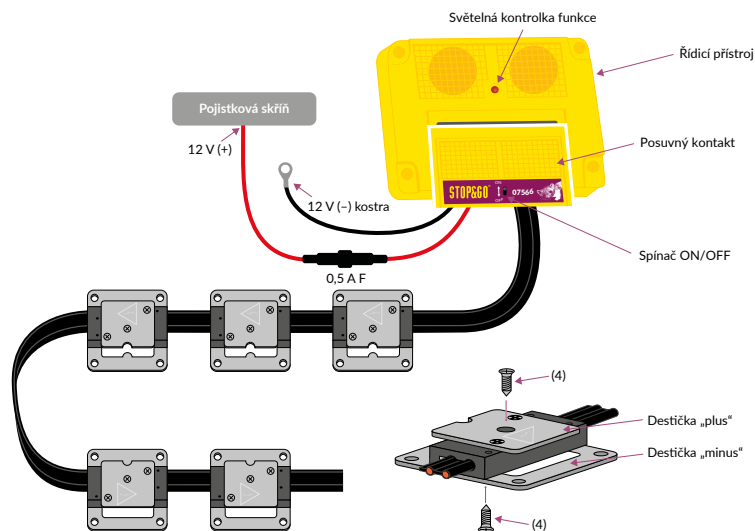 Světelná kontrolka funkce
Řídicí přístroj
Pojistková skříň
12 V (+)
Posuvný kontakt
STOP&GO
ON
OFF
07566
12 V (–) kostra
Spínač ON/OFF
0,5 A F
(4)
Destička „plus“
Destička „minus“
(4)